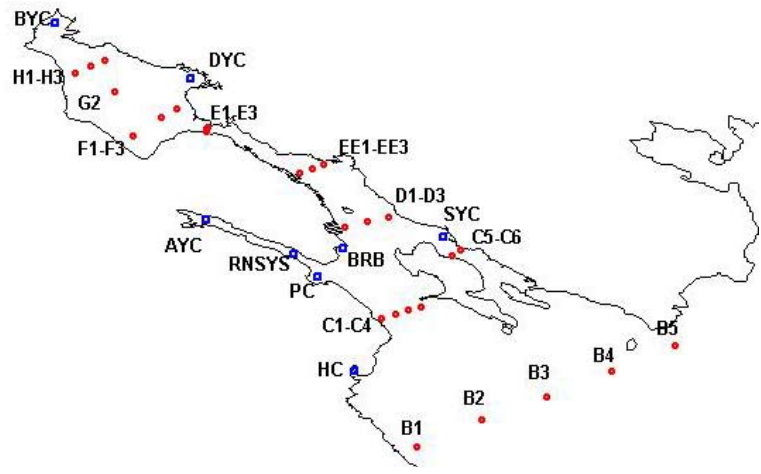 BYC
DYC
H1-H3
G2
E1-E3
F1-F3
EE1-EE3
D1-D3
SYC
AYC
C5-C6
RNSYS
BRB
PC
C1-C4
B5
HC
B4
B3
B2
B1